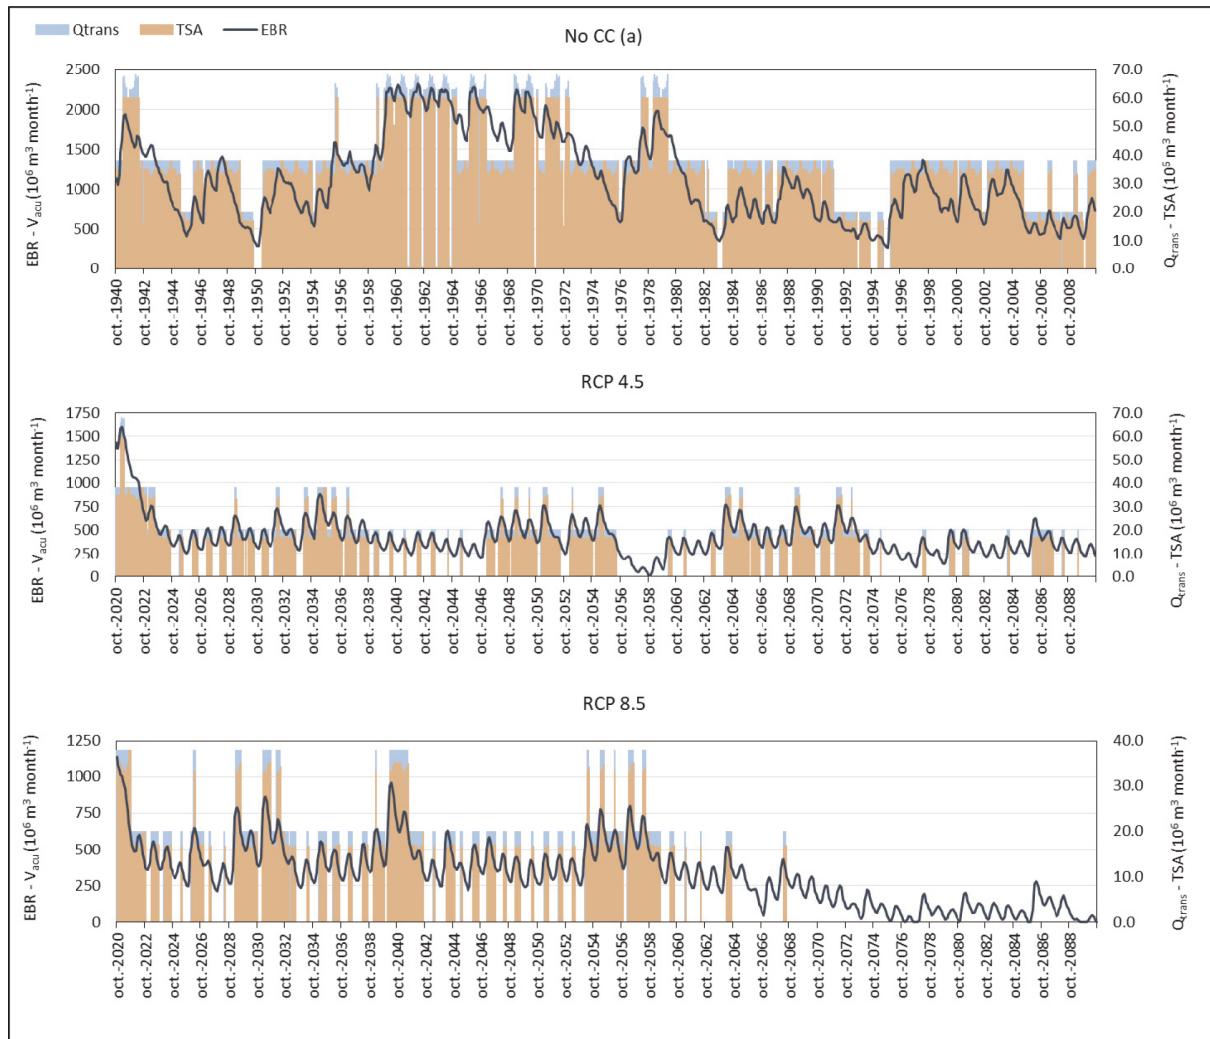 Qtrans TSA EBR
No CC (a)
EBR - Vacu (10⁶ m³ month⁻¹)
2500
2000
1500
1000
500
0
70.0
60.0
50.0
40.0
30.0
20.0
10.0
0.0
Qtrans - TSA (10⁶ m³ month⁻¹)
oct.-1940
oct.-1942
oct.-1944
oct.-1946
oct.-1948
oct.-1950
oct.-1952
oct.-1954
oct.-1956
oct.-1958
oct.-1960
oct.-1962
oct.-1964
oct.-1966
oct.-1968
oct.-1970
oct.-1972
oct.-1974
oct.-1976
oct.-1978
oct.-1980
oct.-1982
oct.-1984
oct.-1986
oct.-1988
oct.-1990
oct.-1992
oct.-1994
oct.-1996
oct.-1998
oct.-2000
oct.-2002
oct.-2004
oct.-2006
oct.-2008
RCP 4.5
EBR - Vacu (10⁶ m³ month⁻¹)
1750
1500
1250
1000
750
500
250
0
70.0
60.0
50.0
40.0
30.0
20.0
10.0
0.0
Qtrans - TSA (10⁶ m³ month⁻¹)
oct.-2020
oct.-2022
oct.-2024
oct.-2026
oct.-2028
oct.-2030
oct.-2032
oct.-2034
oct.-2036
oct.-2038
oct.-2040
oct.-2042
oct.-2044
oct.-2046
oct.-2048
oct.-2050
oct.-2052
oct.-2054
oct.-2056
oct.-2058
oct.-2060
oct.-2062
oct.-2064
oct.-2066
oct.-2068
oct.-2070
oct.-2072
oct.-2074
oct.-2076
oct.-2078
oct.-2080
oct.-2082
oct.-2084
oct.-2086
oct.-2088
RCP 8.5
EBR - Vacu (10⁶ m³ month⁻¹)
1250
1000
750
500
250
0
40.0
30.0
20.0
10.0
0.0
Qtrans - TSA (10⁶ m³ month⁻¹)
oct.-2020
oct.-2022
oct.-2024
oct.-2026
oct.-2028
oct.-2030
oct.-2032
oct.-2034
oct.-2036
oct.-2038
oct.-2040
oct.-2042
oct.-2044
oct.-2046
oct.-2048
oct.-2050
oct.-2052
oct.-2054
oct.-2056
oct.-2058
oct.-2060
oct.-2062
oct.-2064
oct.-2066
oct.-2068
oct.-2070
oct.-2072
oct.-2074
oct.-2076
oct.-2078
oct.-2080
oct.-2082
oct.-2084
oct.-2086
oct.-2088